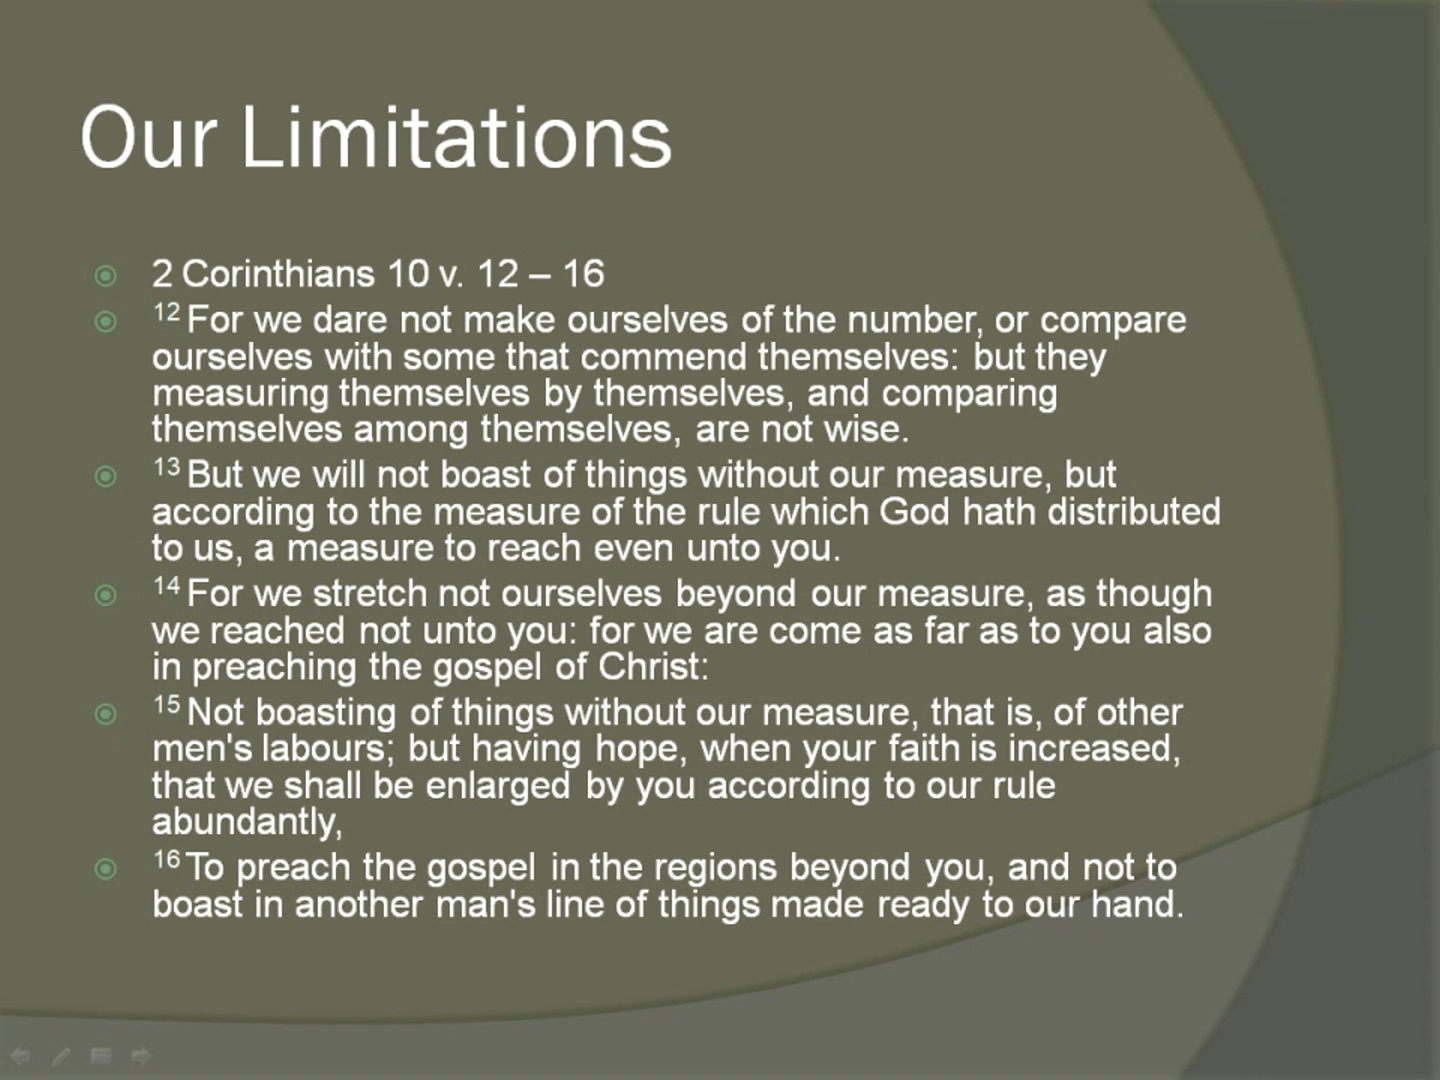 Our Limitations
2 Corinthians 10 v. 12 – 16
12 For we dare not make ourselves of the number, or compare
ourselves with some that commend themselves: but they
measuring themselves by themselves, and comparing
themselves among themselves, are not wise.
13 But we will not boast of things without our measure, but
according to the measure of the rule which God hath distributed
to us, a measure to reach even unto you.
14 For we stretch not ourselves beyond our measure, as though
we reached not unto you: for we are come as far as to you also
in preaching the gospel of Christ:
15 Not boasting of things without our measure, that is, of other
men's labours; but having hope, when your faith is increased,
that we shall be enlarged by you according to our rule
abundantly,
16 To preach the gospel in the regions beyond you, and not to
boast in another man's line of things made ready to our hand.